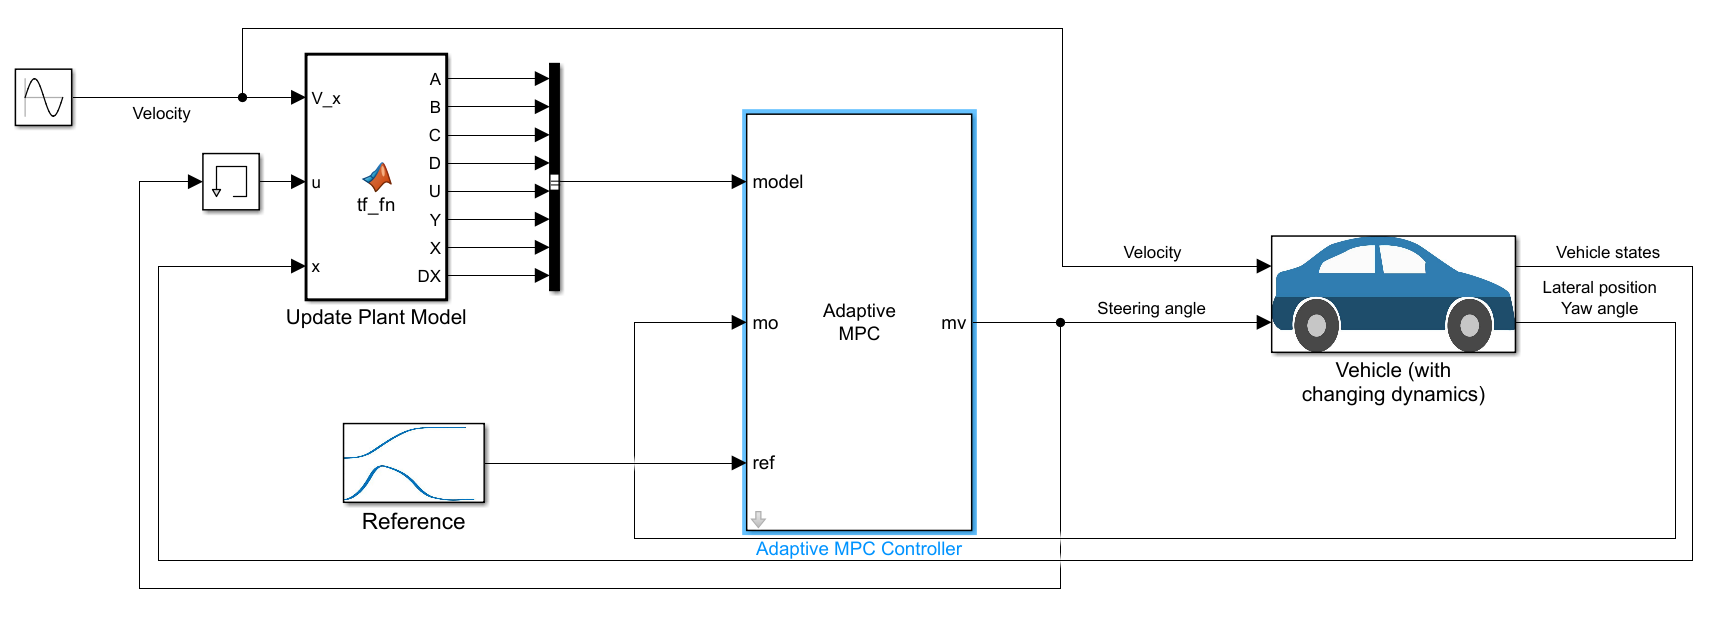 Velocity
V_x
u
x
tf_fn
A
B
C
D
U
Y
X
DX
Update Plant Model
Reference
model
mo
ref
Adaptive
MPC
mv
Adaptive MPC Controller
Velocity
Steering angle
Vehicle (with
changing dynamics)
Vehicle states
Lateral position
Yaw angle